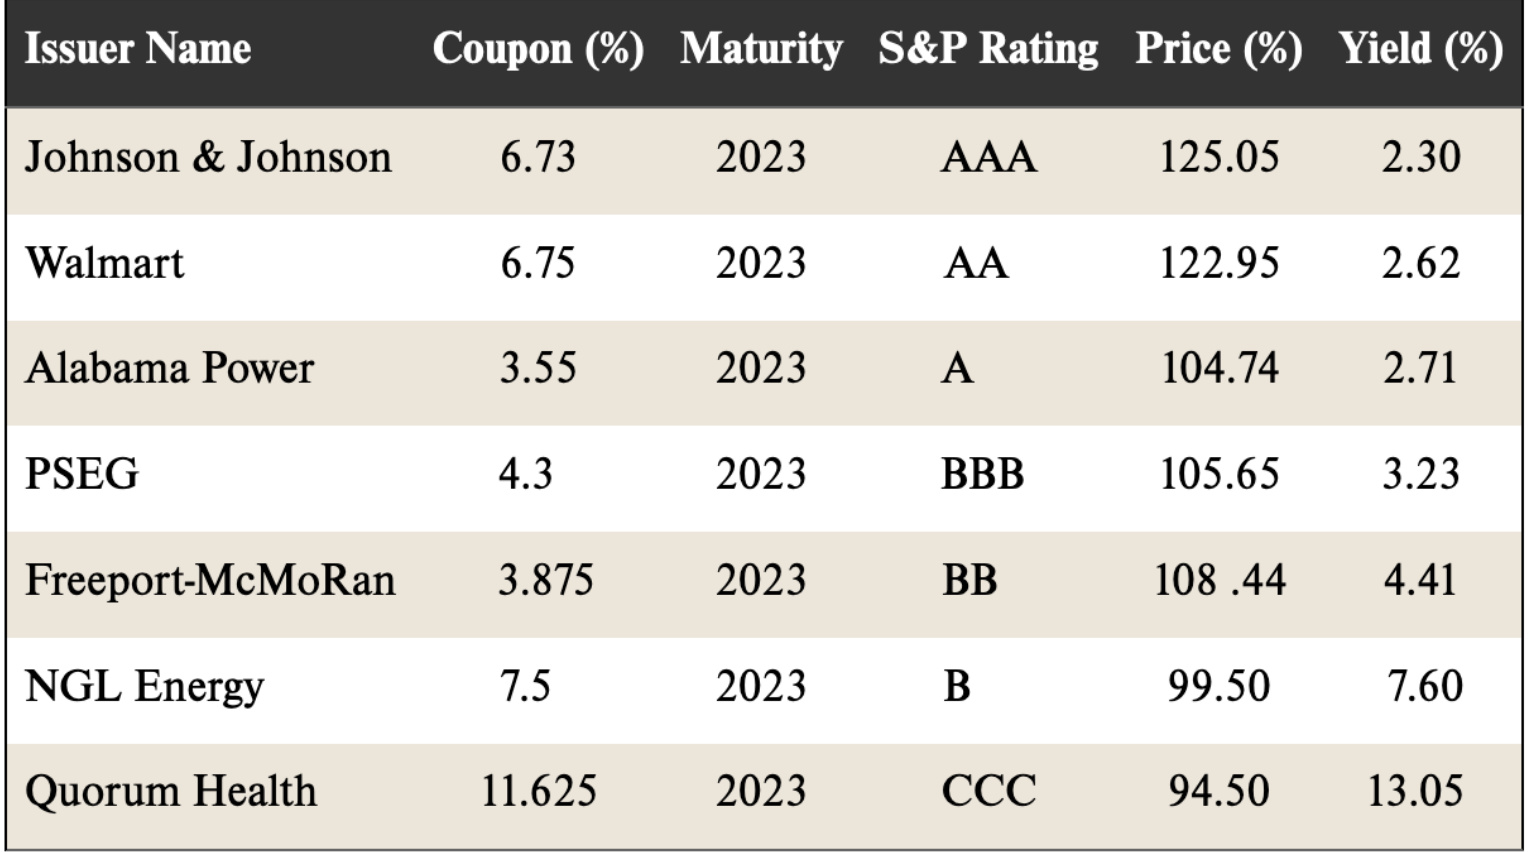 Issuer Name Coupon (%) Maturity S&P Rating Price (%) Yield (%)
Johnson & Johnson 6.73 2023 AAA 125.05 2.30
Walmart 6.75 2023 AA 122.95 2.62
Alabama Power 3.55 2023 A 104.74 2.71
PSEG 4.3 2023 BBB 105.65 3.23
Freeport-McMoRan 3.875 2023 BB 108 .44 4.41
NGL Energy 7.5 2023 B 99.50 7.60
Quorum Health 11.625 2023 CCC 94.50 13.05